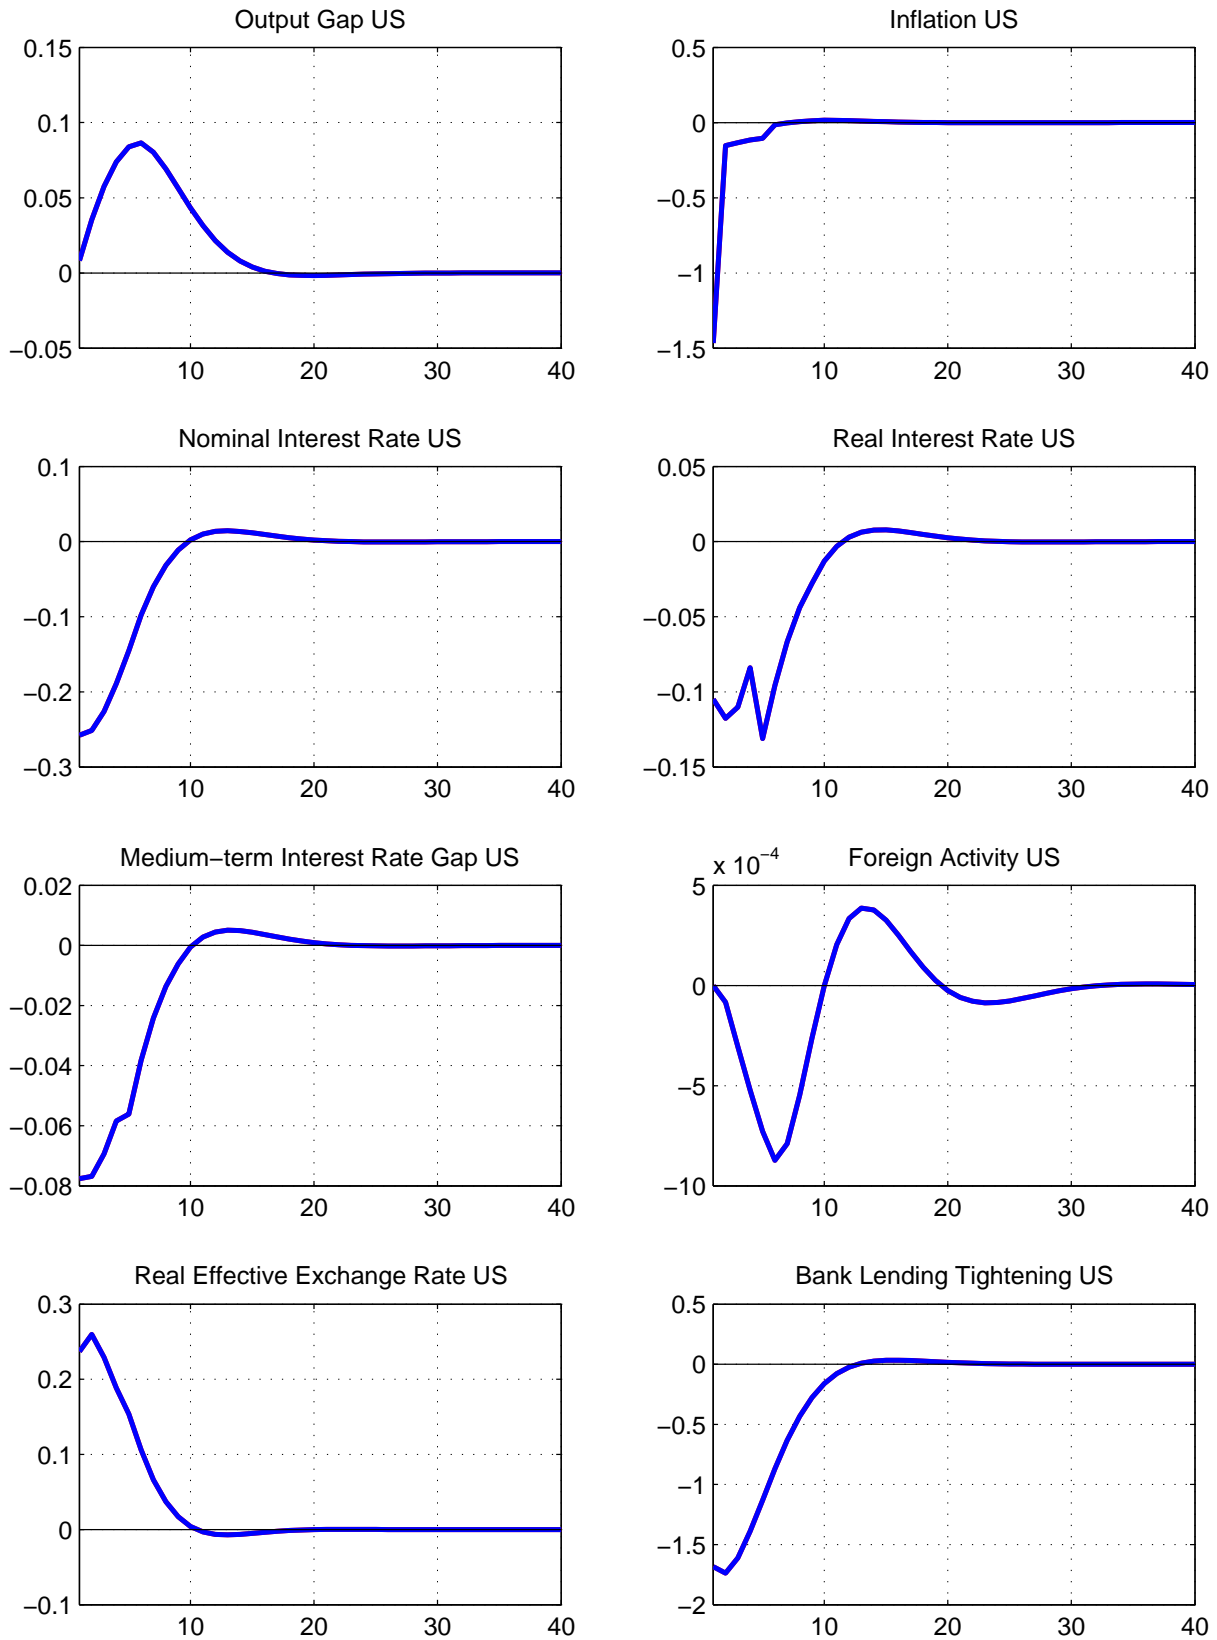 Output Gap US
0.15
0.1
0.05
0
−0.05
10 20 30 40
Inflation US
0.5
0
−0.5
−1
−1.5
10 20 30 40
Nominal Interest Rate US
0.1
0
−0.1
−0.2
−0.3
10 20 30 40
Real Interest Rate US
0.05
0
−0.05
−0.1
−0.15
10 20 30 40
Medium−term Interest Rate Gap US
0.02
0
−0.02
−0.04
−0.06
−0.08
10 20 30 40
Foreign Activity US
x 10⁻⁴
5
0
−5
−10
10 20 30 40
Real Effective Exchange Rate US
0.3
0.2
0.1
0
−0.1
10 20 30 40
Bank Lending Tightening US
0.5
0
−0.5
−1
−1.5
−2
10 20 30 40